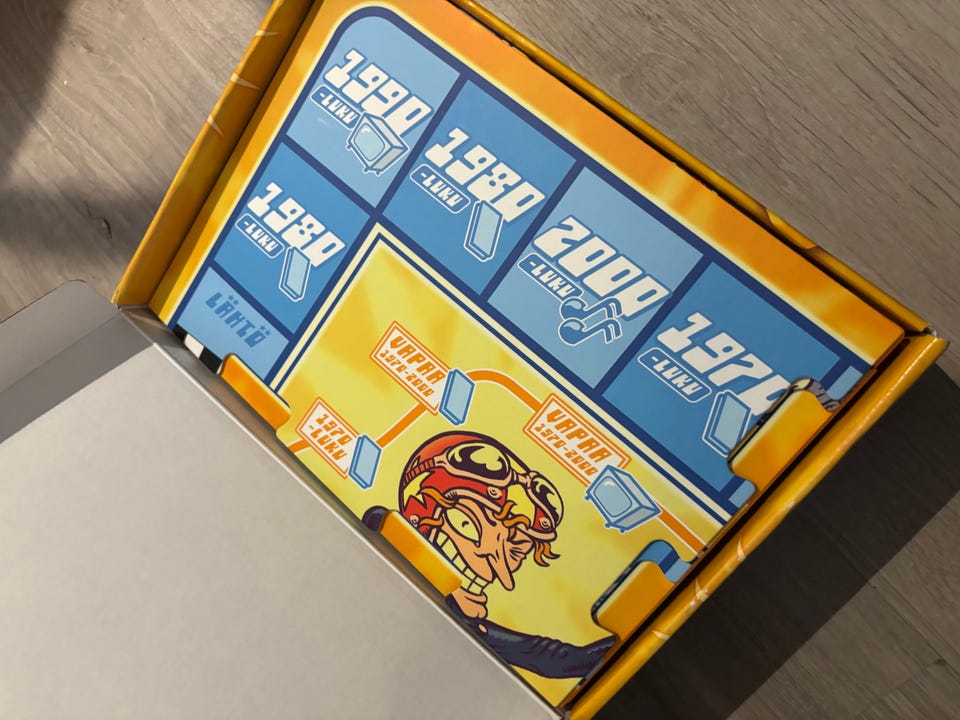 1990
-LUKU
1980
-LUKU
2000
-LUKU
1970
-LUKU
1980
-LUKU
LÄHTÖ
VAPAA
1970-2000
VAPAA
1970-2000
1970
-LUKU